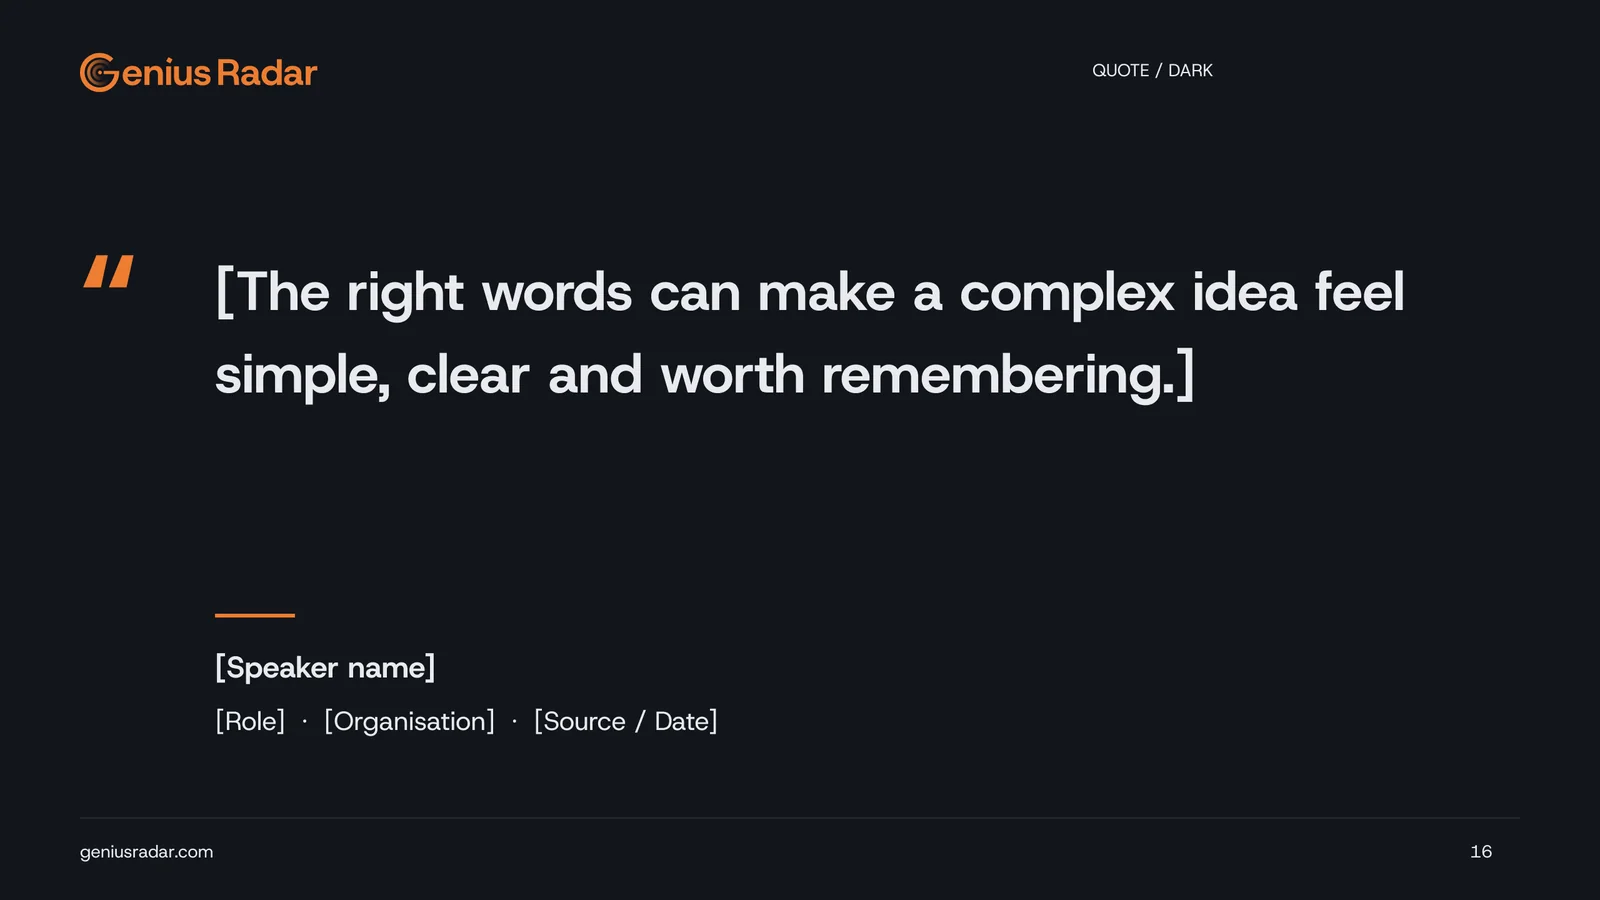 Genius Radar
QUOTE / DARK
“
[The right words can make a complex idea feel
simple, clear and worth remembering.]
[Speaker name]
[Role] · [Organisation] · [Source / Date]
geniusradar.com
16